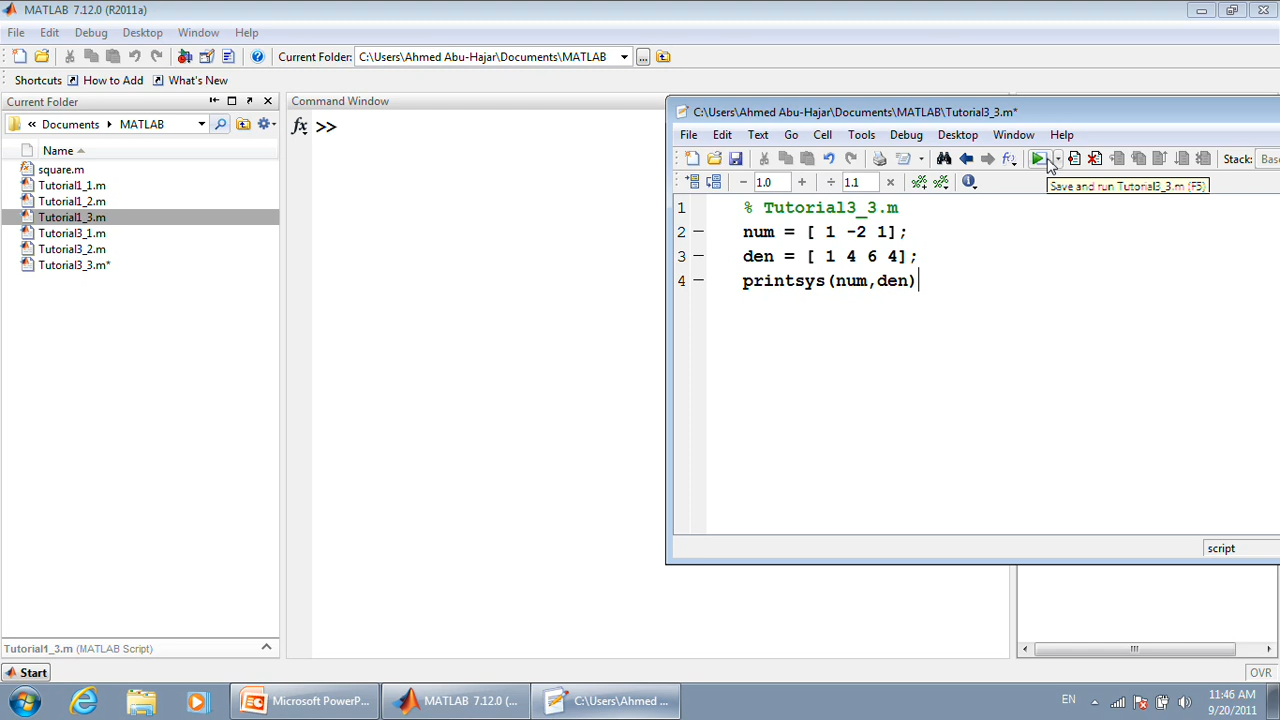 MATLAB 7.12.0 (R2011a)
File Edit Debug Desktop Window Help
Current Folder: C:\Users\Ahmed Abu-Hajar\Documents\MATLAB ...
Shortcuts How to Add What's New
Current Folder
« Documents MATLAB
Name
square.m
Tutorial1_1.m
Tutorial1_2.m
Tutorial1_3.m
Tutorial3_1.m
Tutorial3_2.m
Tutorial3_3.m*
Tutorial1_3.m (MATLAB Script)
Command Window
fx >>
C:\Users\Ahmed Abu-Hajar\Documents\MATLAB\Tutorial3_3.m*
File Edit Text Go Cell Tools Debug Desktop Window Help
Stack: Base
− 1.0 + ÷ 1.1 ×
Save and run Tutorial3_3.m (F5)
1 % Tutorial3_3.m
2 — num = [ 1 -2 1];
3 — den = [ 1 4 6 4];
4 — printsys(num,den)
script
Start
OVR
Microsoft PowerP...
MATLAB 7.12.0 (...
C:\Users\Ahmed ...
EN
11:46 AM
9/20/2011